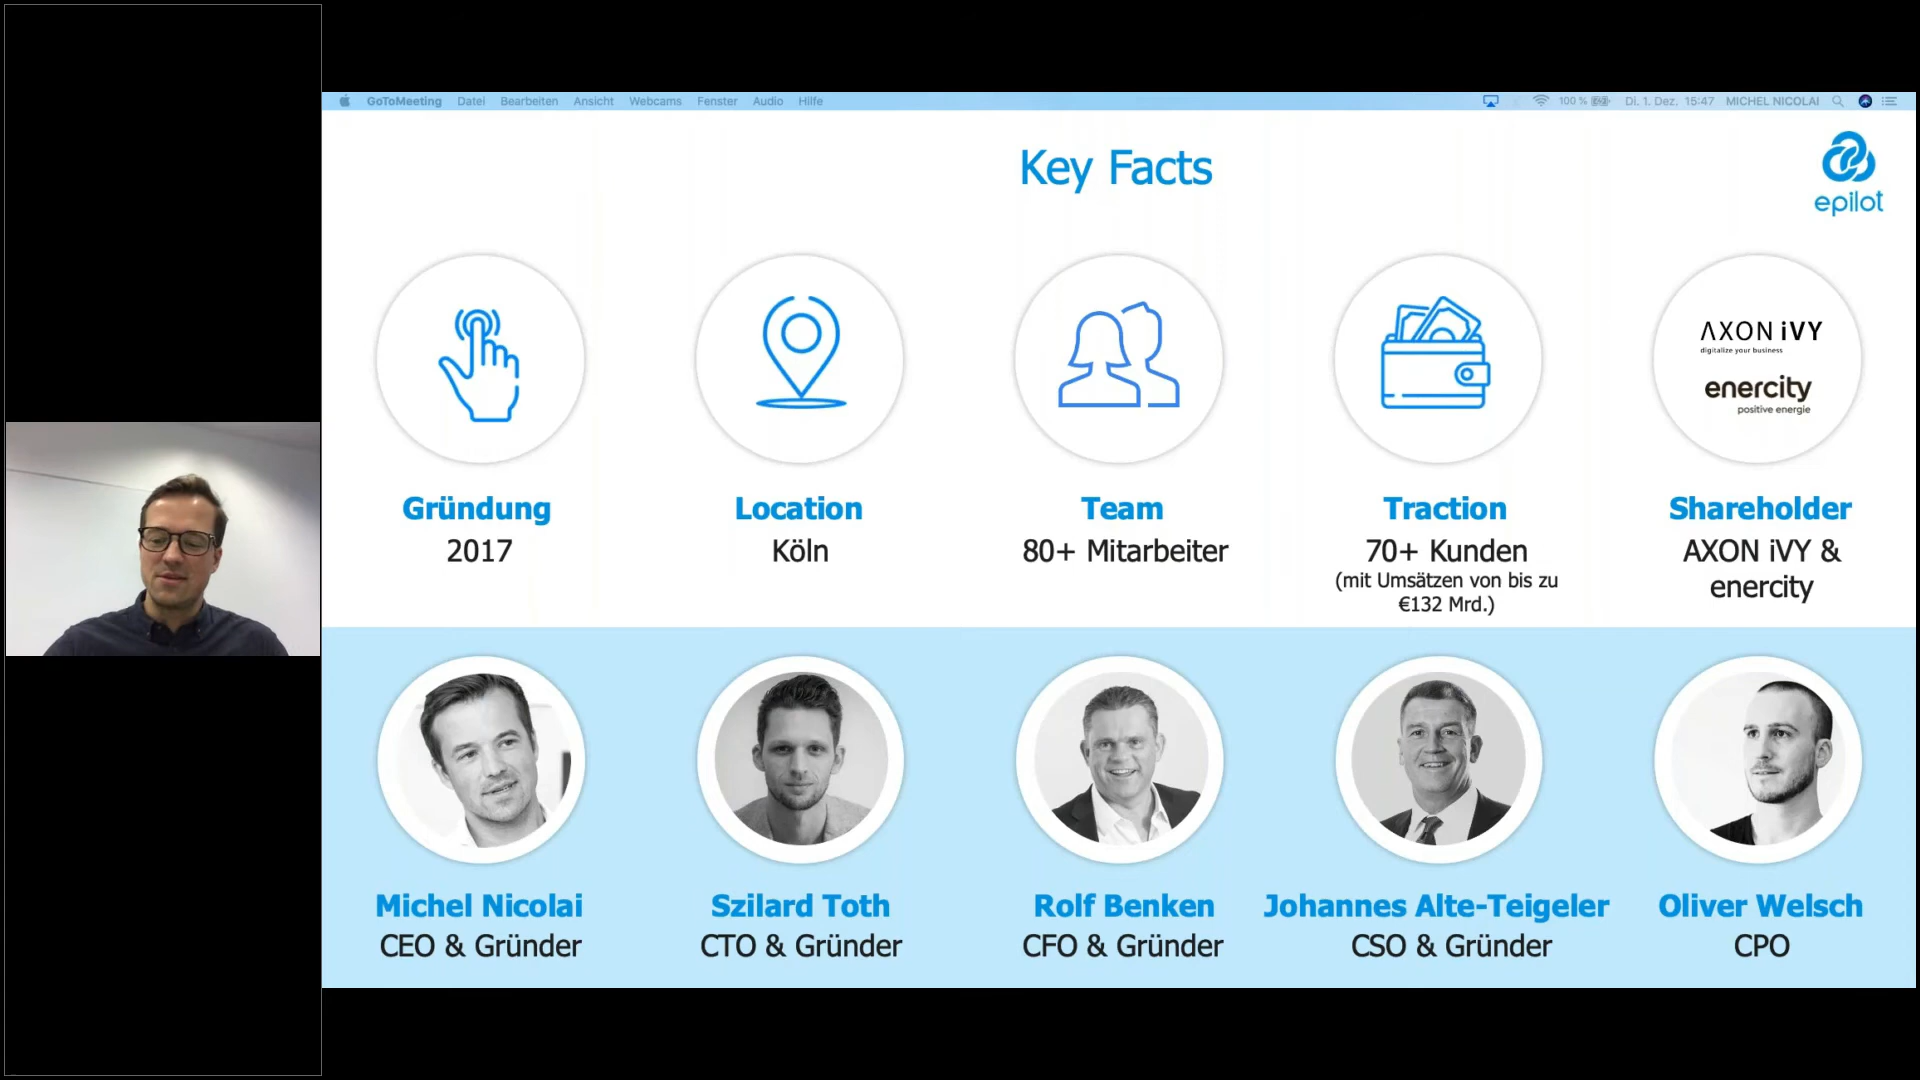 GoToMeeting Datei Bearbeiten Ansicht Webcams Fenster Audio Hilfe 100 % Di. 1. Dez. 15:47 MICHEL NICOLAI
Key Facts
epilot
AXON iVY
digitalize your business
enercity
positive energie
Gründung
2017
Location
Köln
Team
80+ Mitarbeiter
Traction
70+ Kunden
(mit Umsätzen von bis zu
€132 Mrd.)
Shareholder
AXON iVY &
enercity
Michel Nicolai
CEO & Gründer
Szilard Toth
CTO & Gründer
Rolf Benken
CFO & Gründer
Johannes Alte-Teigeler
CSO & Gründer
Oliver Welsch
CPO